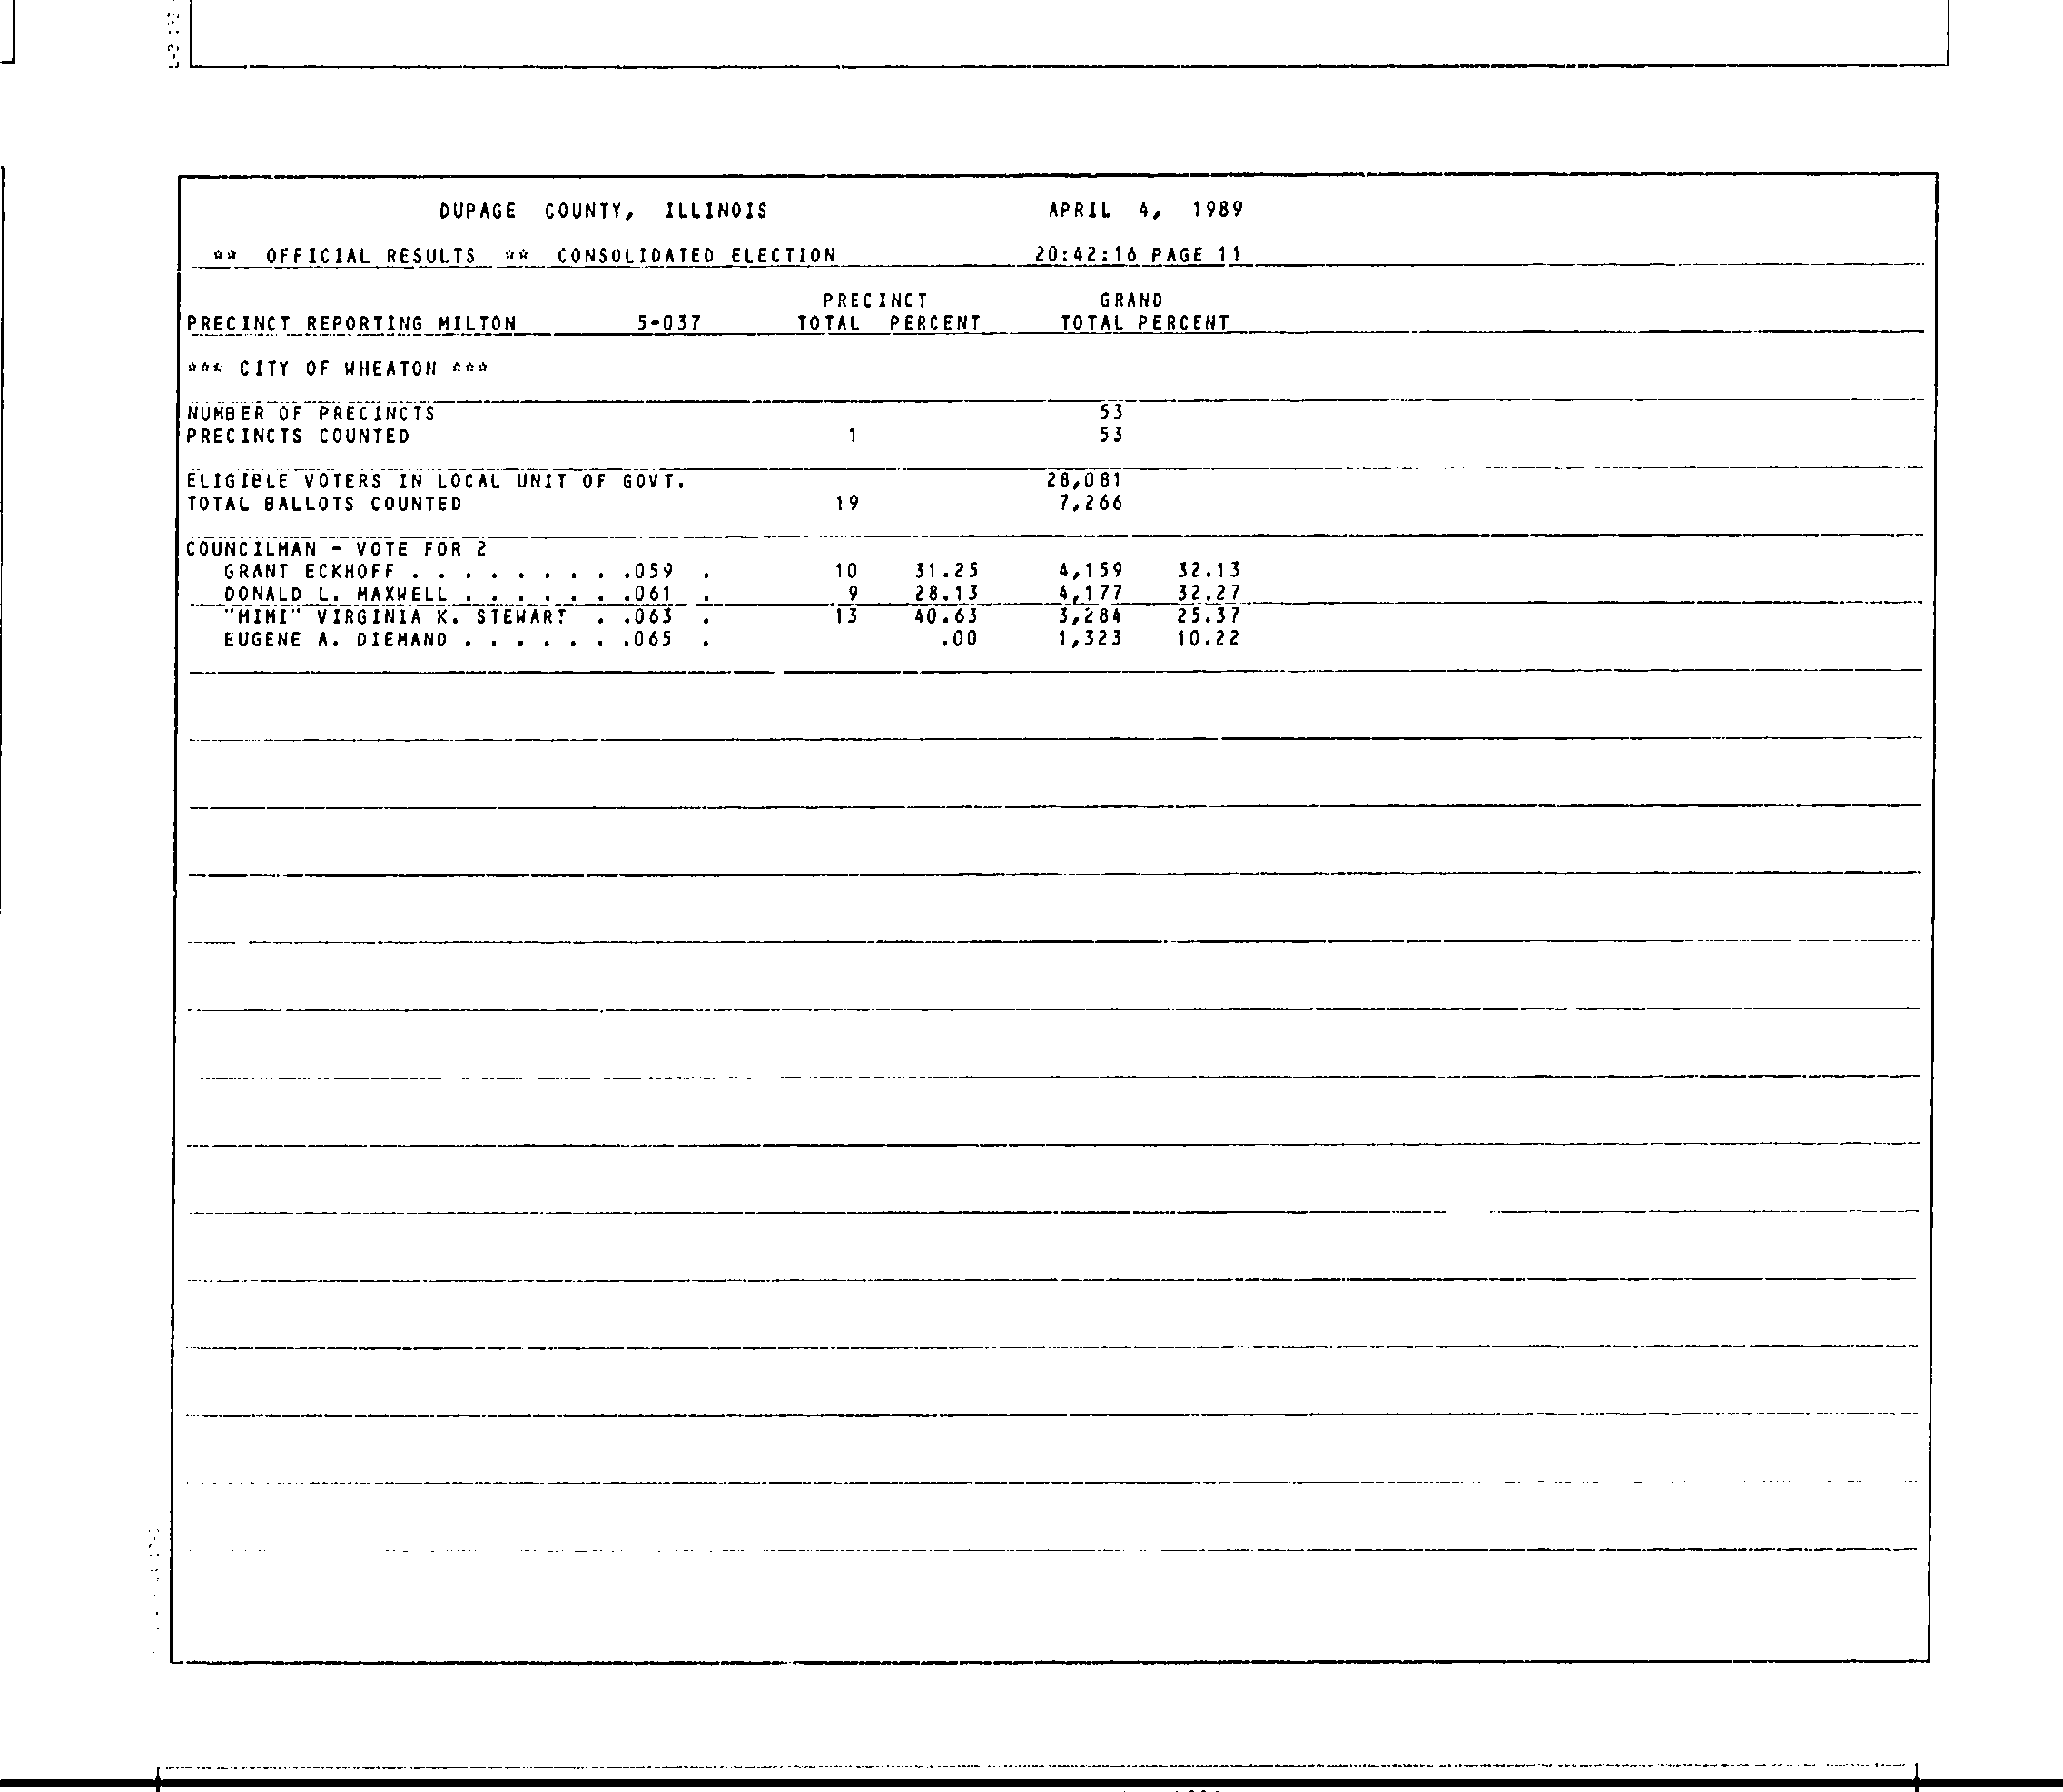 DUPAGE COUNTY, ILLINOIS APRIL 4, 1989
** OFFICIAL RESULTS ** CONSOLIDATED ELECTION 20:42:16 PAGE 11
PRECINCT GRAND
PRECINCT REPORTING MILTON 5-037 TOTAL PERCENT TOTAL PERCENT
*** CITY OF WHEATON ***
NUMBER OF PRECINCTS 53
PRECINCTS COUNTED 1 53
ELIGIBLE VOTERS IN LOCAL UNIT OF GOVT. 28,081
TOTAL BALLOTS COUNTED 19 7,266
COUNCILMAN - VOTE FOR 2
GRANT ECKHOFF . . . . . . . . .059 . 10 31.25 4,159 32.13
DONALD L. MAXWELL . . . . . . .061 . 9 28.13 4,177 32.27
"MIMI" VIRGINIA K. STEWART . .063 . 13 40.63 3,284 25.37
EUGENE A. DIEMAND . . . . . . .065 . .00 1,323 10.22